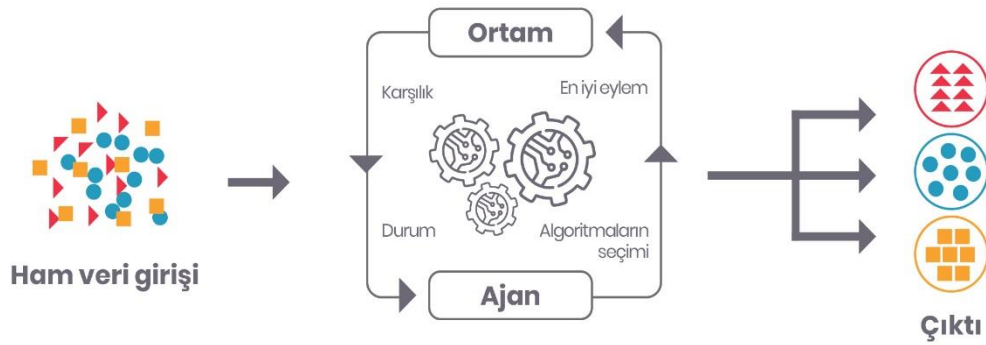 Ham veri girişi
Ortam
Karşılık
En iyi eylem
Durum
Algoritmaların
seçimi
Ajan
Çıktı